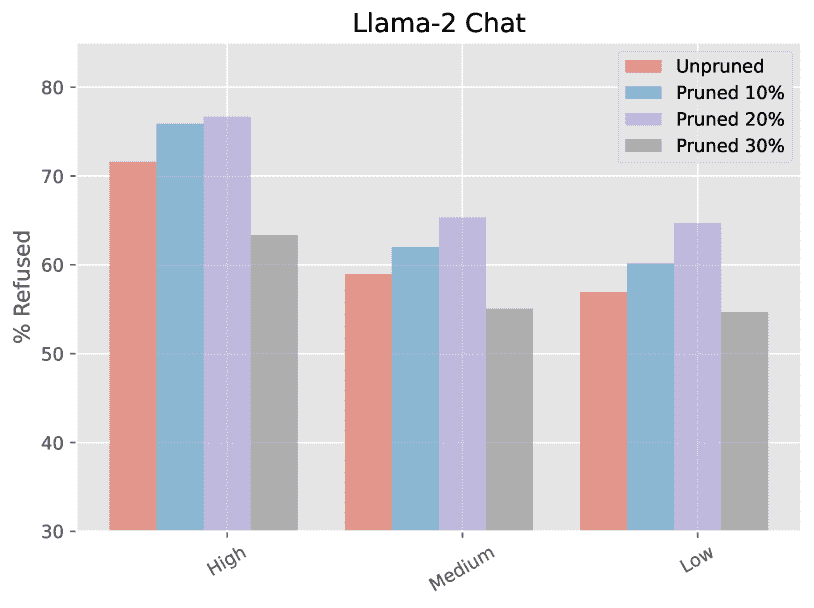 Llama-2 Chat
Unpruned
Pruned 10%
Pruned 20%
Pruned 30%
% Refused
80
70
60
50
40
30
High
Medium
Low